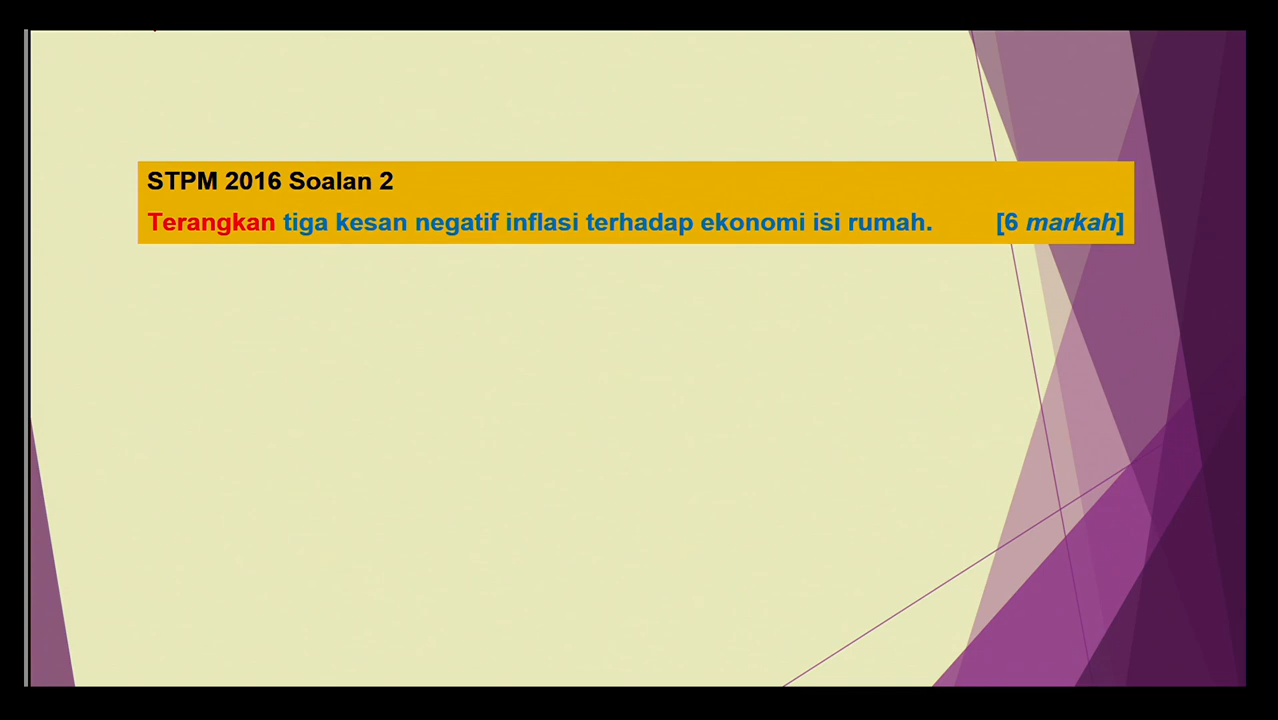 STPM 2016 Soalan 2
Terangkan tiga kesan negatif inflasi terhadap ekonomi isi rumah. [6 markah]